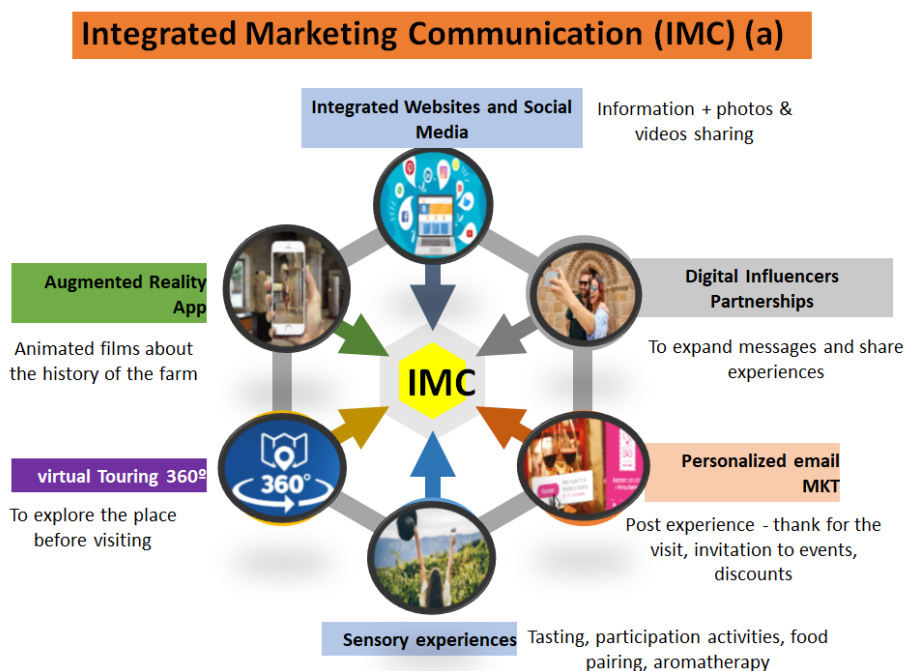 Integrated Marketing Communication (IMC) (a)
Integrated Websites and Social
Media
Information + photos &
videos sharing
Augmented Reality
App
Animated films about
the history of the farm
Digital Influencers
Partnerships
To expand messages and share
experiences
IMC
virtual Touring 360º
To explore the place
before visiting
360°
Personalized email
MKT
Post experience - thank for the
visit, invitation to events,
discounts
Sensory experiences
Tasting, participation activities, food
pairing, aromatherapy